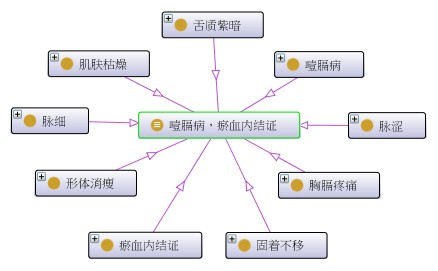 舌质紫暗
肌肤枯燥
噎膈病
脉细
噎膈病，瘀血内结证
脉涩
形体消瘦
胸膈疼痛
瘀血内结证
固着不移